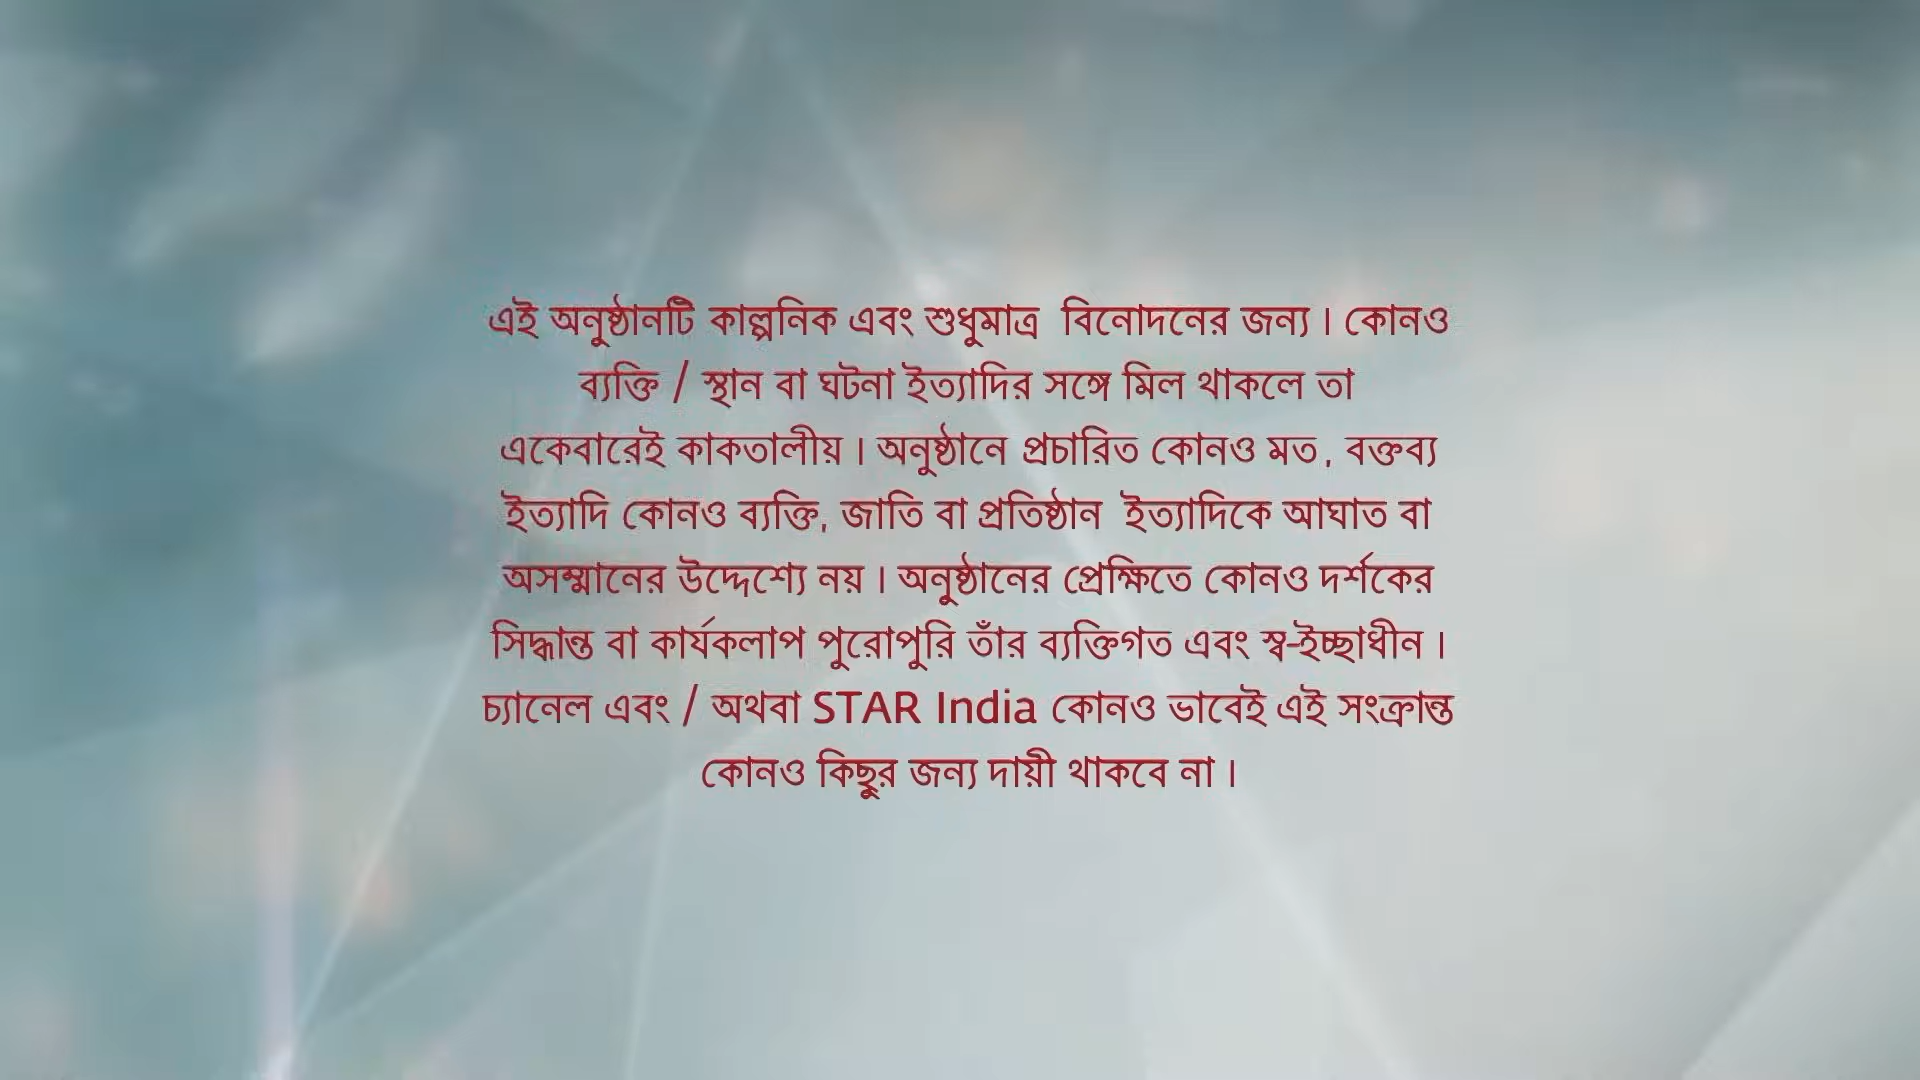 এই অনুষ্ঠানটি কাল্পনিক এবং শুধুমাত্র বিনোদনের জন্য । কোনও
ব্যক্তি / স্থান বা ঘটনা ইত্যাদির সঙ্গে মিল থাকলে তা
একেবারেই কাকতালীয় । অনুষ্ঠানে প্রচারিত কোনও মত , বক্তব্য
ইত্যাদি কোনও ব্যক্তি, জাতি বা প্রতিষ্ঠান ইত্যাদিকে আঘাত বা
অসম্মানের উদ্দেশ্যে নয় । অনুষ্ঠানের প্রেক্ষিতে কোনও দর্শকের
সিদ্ধান্ত বা কার্যকলাপ পুরোপুরি তাঁর ব্যক্তিগত এবং স্ব-ইচ্ছাধীন ।
চ্যানেল এবং / অথবা STAR India কোনও ভাবেই এই সংক্রান্ত
কোনও কিছুর জন্য দায়ী থাকবে না ।